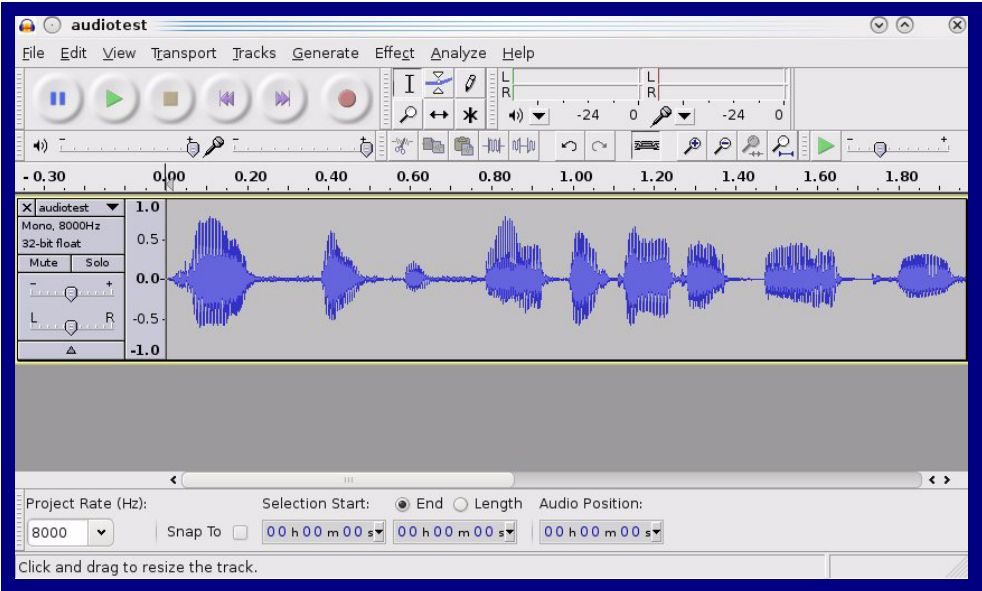 audiotest
File Edit View Transport Tracks Generate Effect Analyze Help
L L
R R
-24 0 -24 0
- +
- 0.30 0,00 0.20 0.40 0.60 0.80 1.00 1.20 1.40 1.60 1.80
X audiotest 1.0
Mono, 8000Hz
32-bit float 0.5
Mute Solo
- + 0.0
L R -0.5
-1.0
Project Rate (Hz): Selection Start: End Length Audio Position:
8000 Snap To 00 h 00 m 00 s 00 h 00 m 00 s 00 h 00 m 00 s
Click and drag to resize the track.